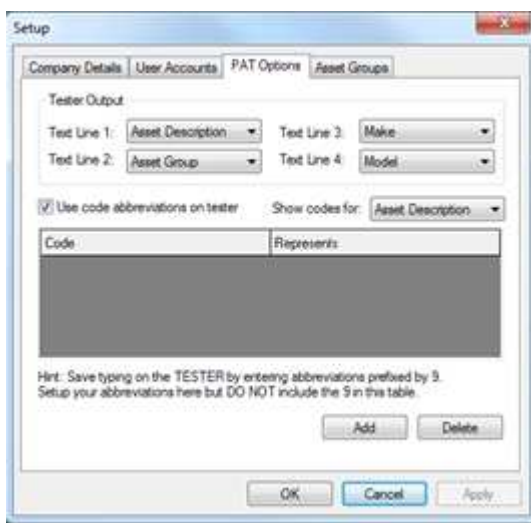 Setup
Company Details User Accounts PAT Options Asset Groups
Tester Output
Text Line 1: Asset Description Text Line 3: Make
Text Line 2: Asset Group Text Line 4: Model
Use code abbreviations on tester Show codes for: Asset Description
Code Represents
Hint: Save typing on the TESTER by entering abbreviations prefixed by 9.
Setup your abbreviations here but DO NOT include the 9 in this table.
Add Delete
OK Cancel Apply